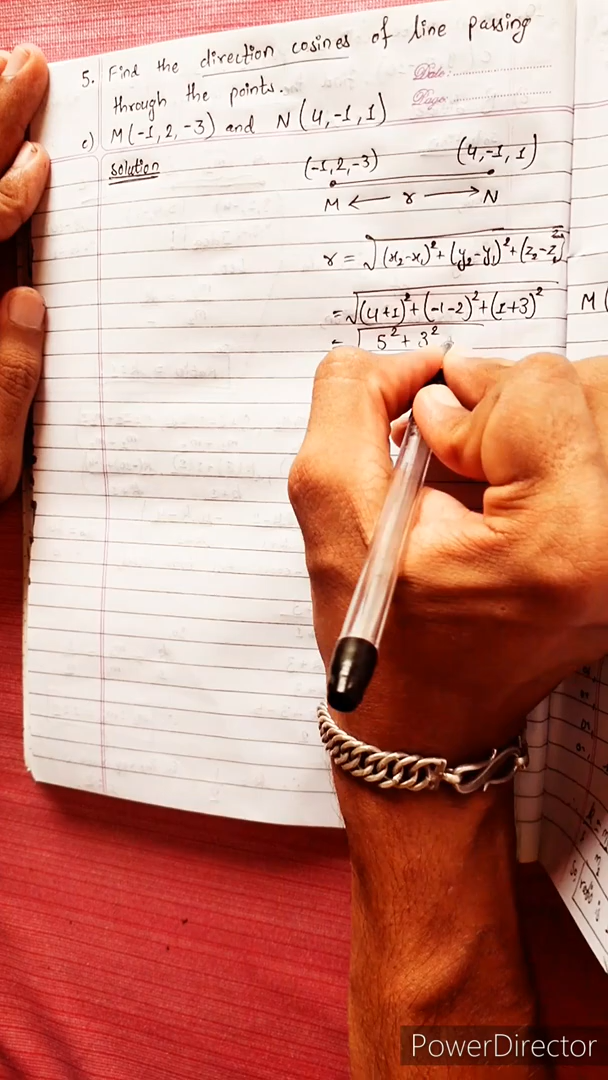 5. Find the direction cosines of line passing
through the points.
Date:
Page:
c) M(-1,2,-3) and N(4,-1,1)
solution
(-1,2,-3) (4,-1,1)
M ← r → N
r = √(x₂-x₁)²+(y₂-y₁)²+(z₂-z₁)²
= √(4+1)²+(-1-2)²+(1+3)²
= √5²+3²
M(
PowerDirector